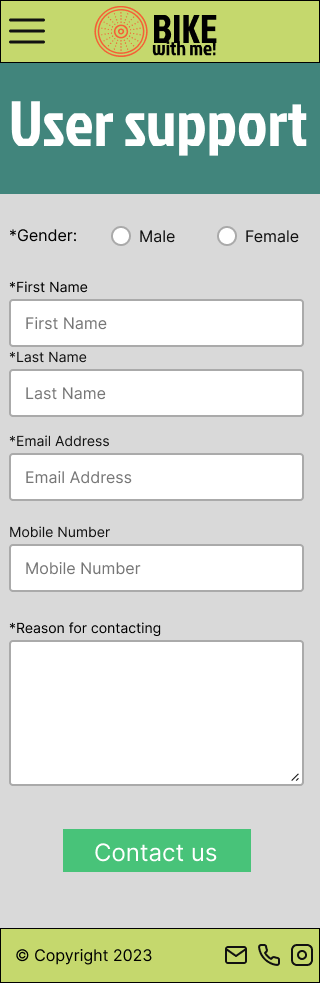 BIKE
with me!
User support
*Gender: Male Female
*First Name
First Name
*Last Name
Last Name
*Email Address
Email Address
Mobile Number
Mobile Number
*Reason for contacting
Contact us
© Copyright 2023